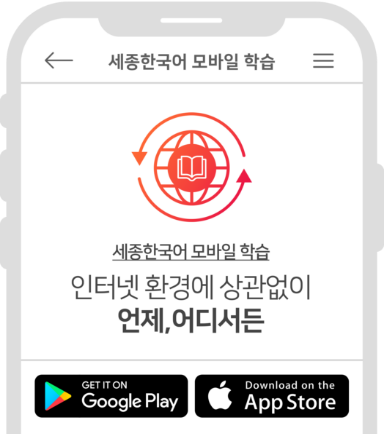 세종한국어 모바일 학습
세종한국어 모바일 학습
인터넷 환경에 상관없이
언제,어디서든
GET IT ON
Google Play
Download on the
App Store